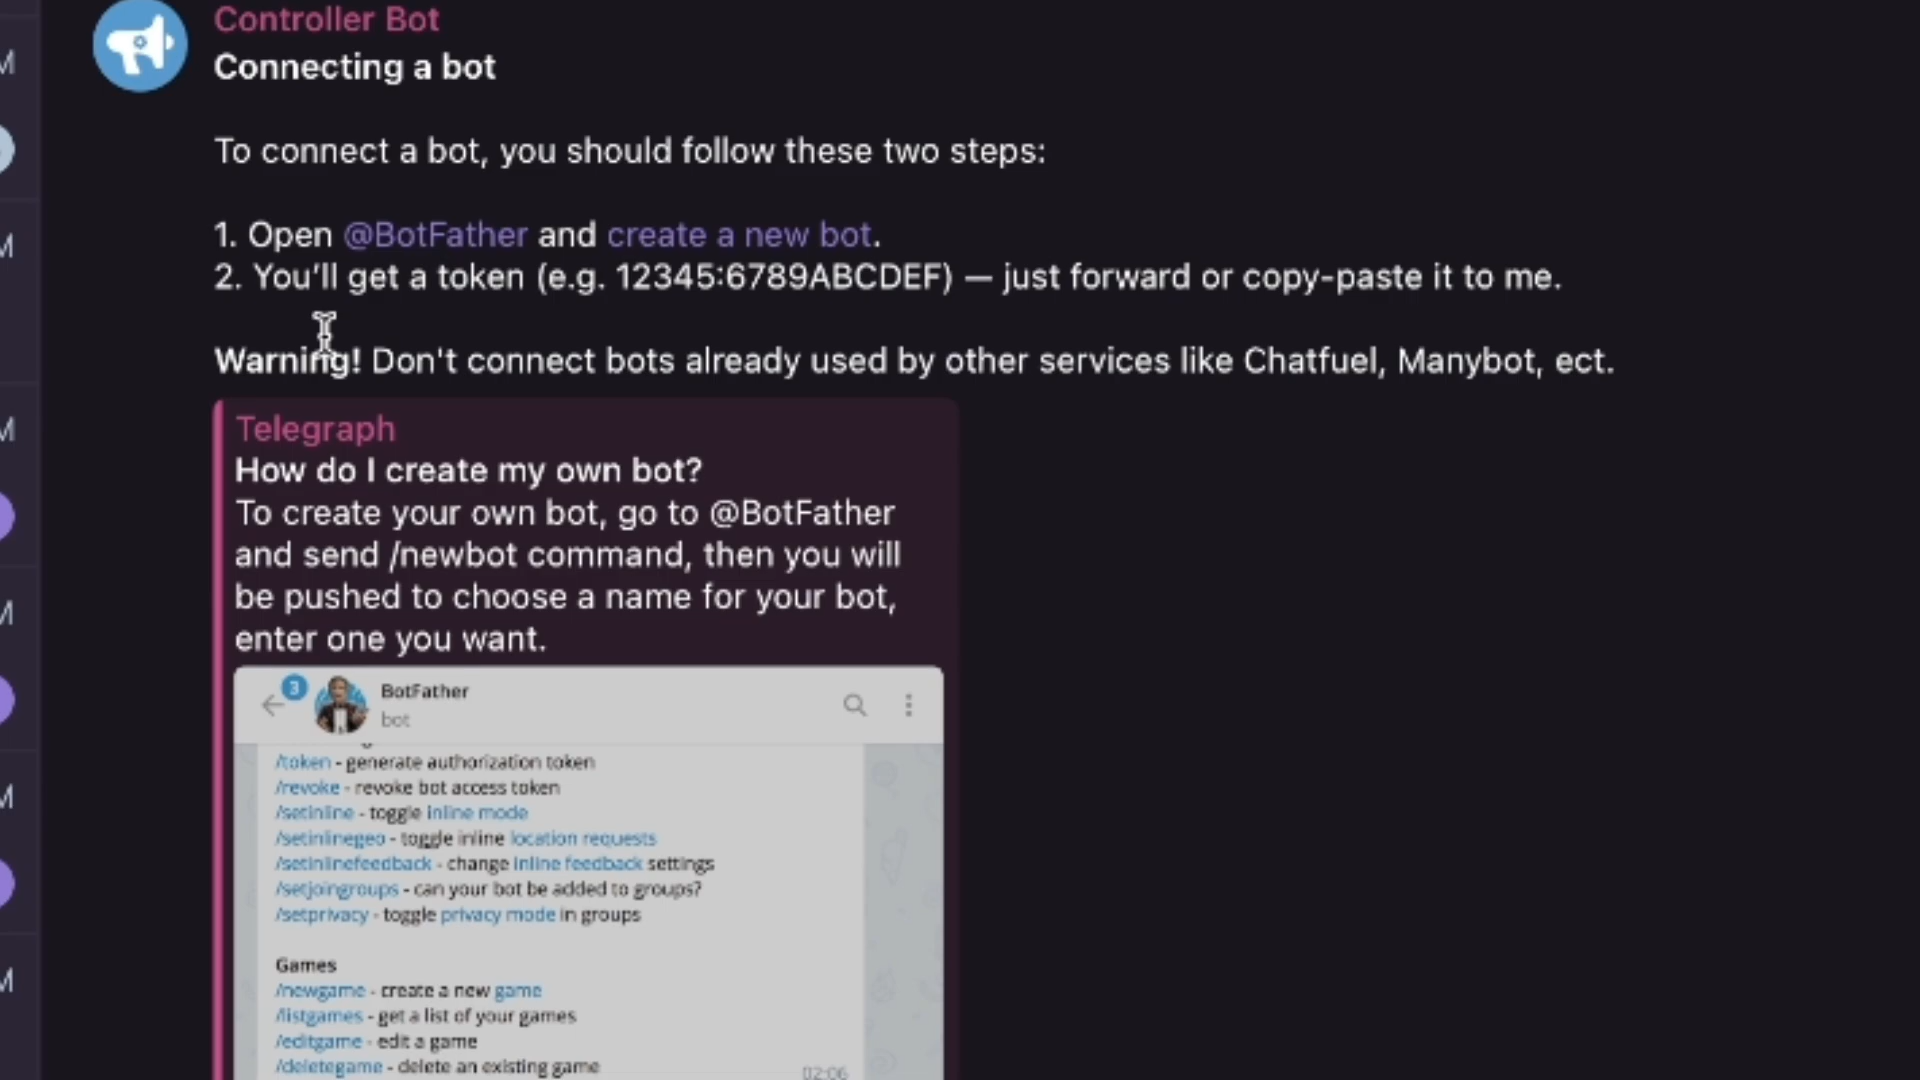 Controller Bot
Connecting a bot
To connect a bot, you should follow these two steps:
1. Open @BotFather and create a new bot.
2. You'll get a token (e.g. 12345:6789ABCDEF) — just forward or copy-paste it to me.
Warning! Don't connect bots already used by other services like Chatfuel, Manybot, ect.
Telegraph
How do I create my own bot?
To create your own bot, go to @BotFather
and send /newbot command, then you will
be pushed to choose a name for your bot,
enter one you want.
3
BotFather
bot
/token - generate authorization token
/revoke - revoke bot access token
/setinline - toggle inline mode
/setinlinegeo - toggle inline location requests
/setinlinefeedback - change inline feedback settings
/setjoingroups - can your bot be added to groups?
/setprivacy - toggle privacy mode in groups
Games
/newgame - create a new game
/listgames - get a list of your games
/editgame - edit a game
/deletegame - delete an existing game
02:06